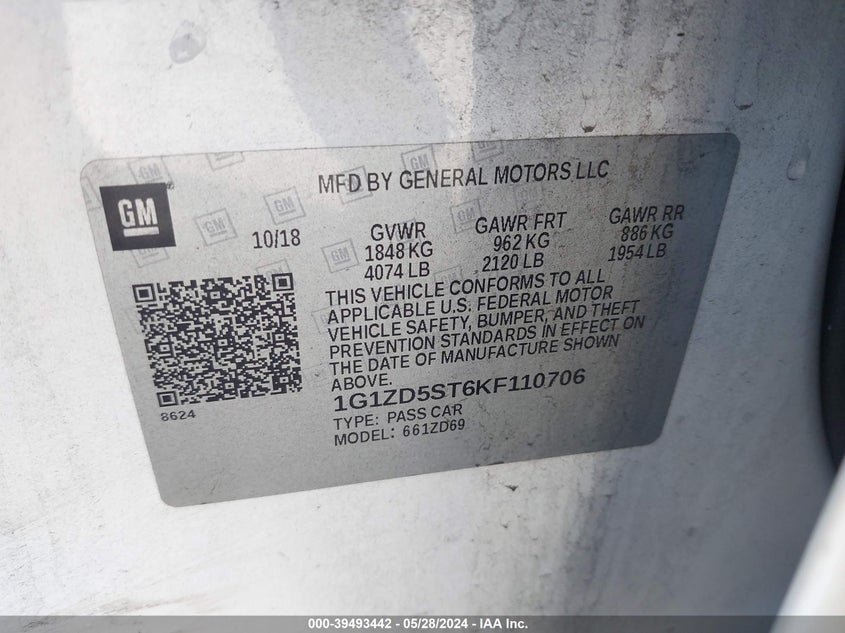 MFD BY GENERAL MOTORS LLC
GM
10/18
GVWR
1848 KG
4074 LB
GAWR FRT
962 KG
2120 LB
GAWR RR
886 KG
1954 LB
THIS VEHICLE CONFORMS TO ALL
APPLICABLE U.S. FEDERAL MOTOR
VEHICLE SAFETY, BUMPER, AND THEFT
PREVENTION STANDARDS IN EFFECT ON
THE DATE OF MANUFACTURE SHOWN
ABOVE.
8624
1G1ZD5ST6KF110706
TYPE: PASS CAR
MODEL: 661ZD69
000-39493442 - 05/28/2024 - IAA Inc.